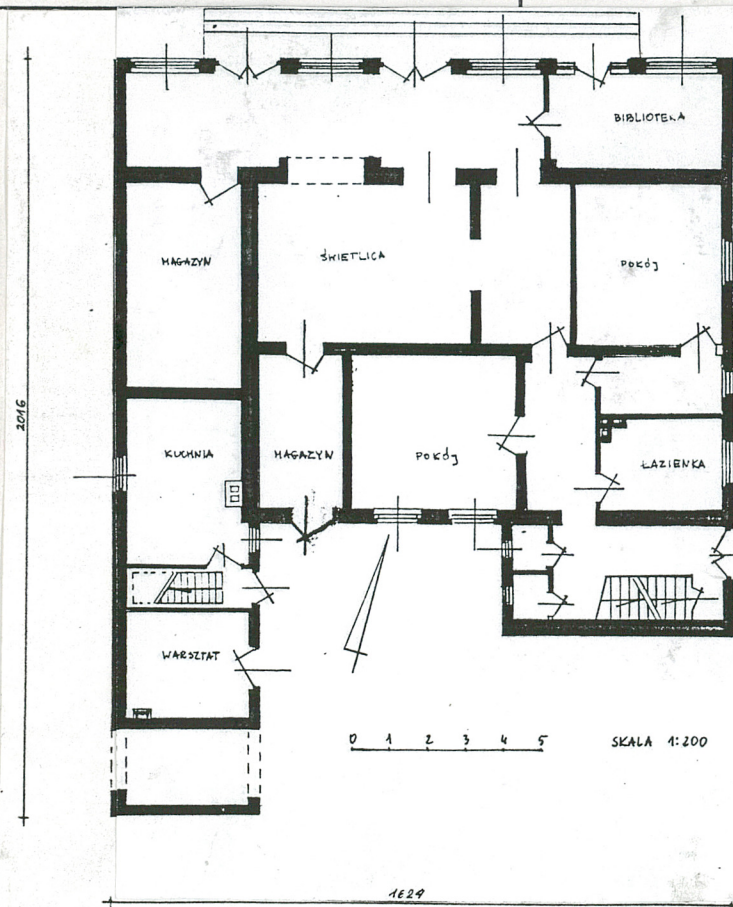 BIBLIOTEKA
MAGAZYN
ŚWIETLICA
POKÓJ
2016
KUCHNIA
MAGAZYN
POKÓJ
ŁAZIENKA
WARSZTAT
0 1 2 3 4 5
SKALA 1:200
1629